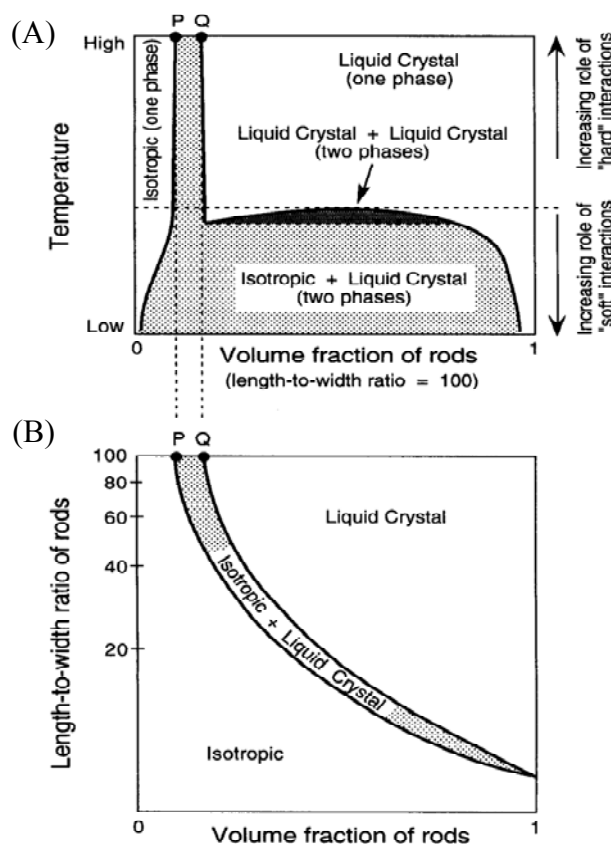 (A)
P Q
High
Temperature
Low
Isotropic (one phase)
Liquid Crystal
(one phase)
Liquid Crystal + Liquid Crystal
(two phases)
Isotropic + Liquid Crystal
(two phases)
Increasing role of
"hard" interactions
Increasing role of
"soft" interactions
0
1
Volume fraction of rods
(length-to-width ratio = 100)
(B)
P Q
100
80
60
40
20
Length-to-width ratio of rods
Liquid Crystal
Isotropic + Liquid Crystal
Isotropic
0
1
Volume fraction of rods